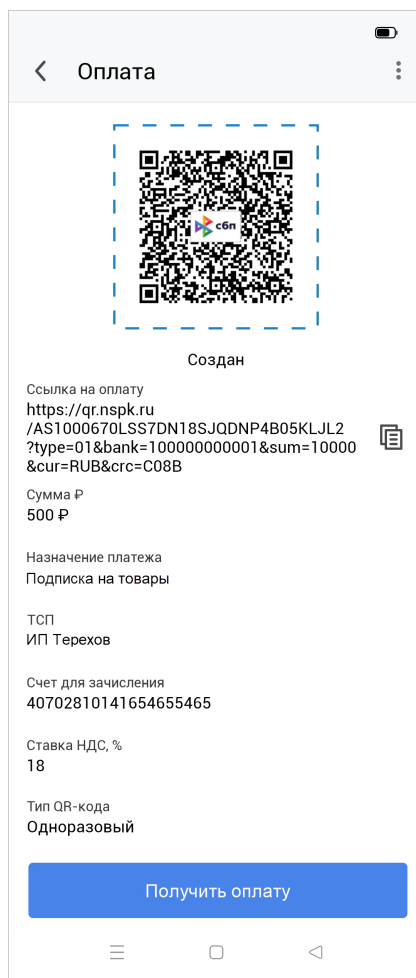 Оплата
сбп
Создан
Ссылка на оплату
https://qr.nspk.ru
/AS1000670LSS7DN18SJQDNP4B05KLJL2
?type=01&bank=100000000001&sum=10000
&cur=RUB&crc=C08B
Сумма ₽
500 ₽
Назначение платежа
Подписка на товары
ТСП
ИП Терехов
Счет для зачисления
40702810141654655465
Ставка НДС, %
18
Тип QR-кода
Одноразовый
Получить оплату